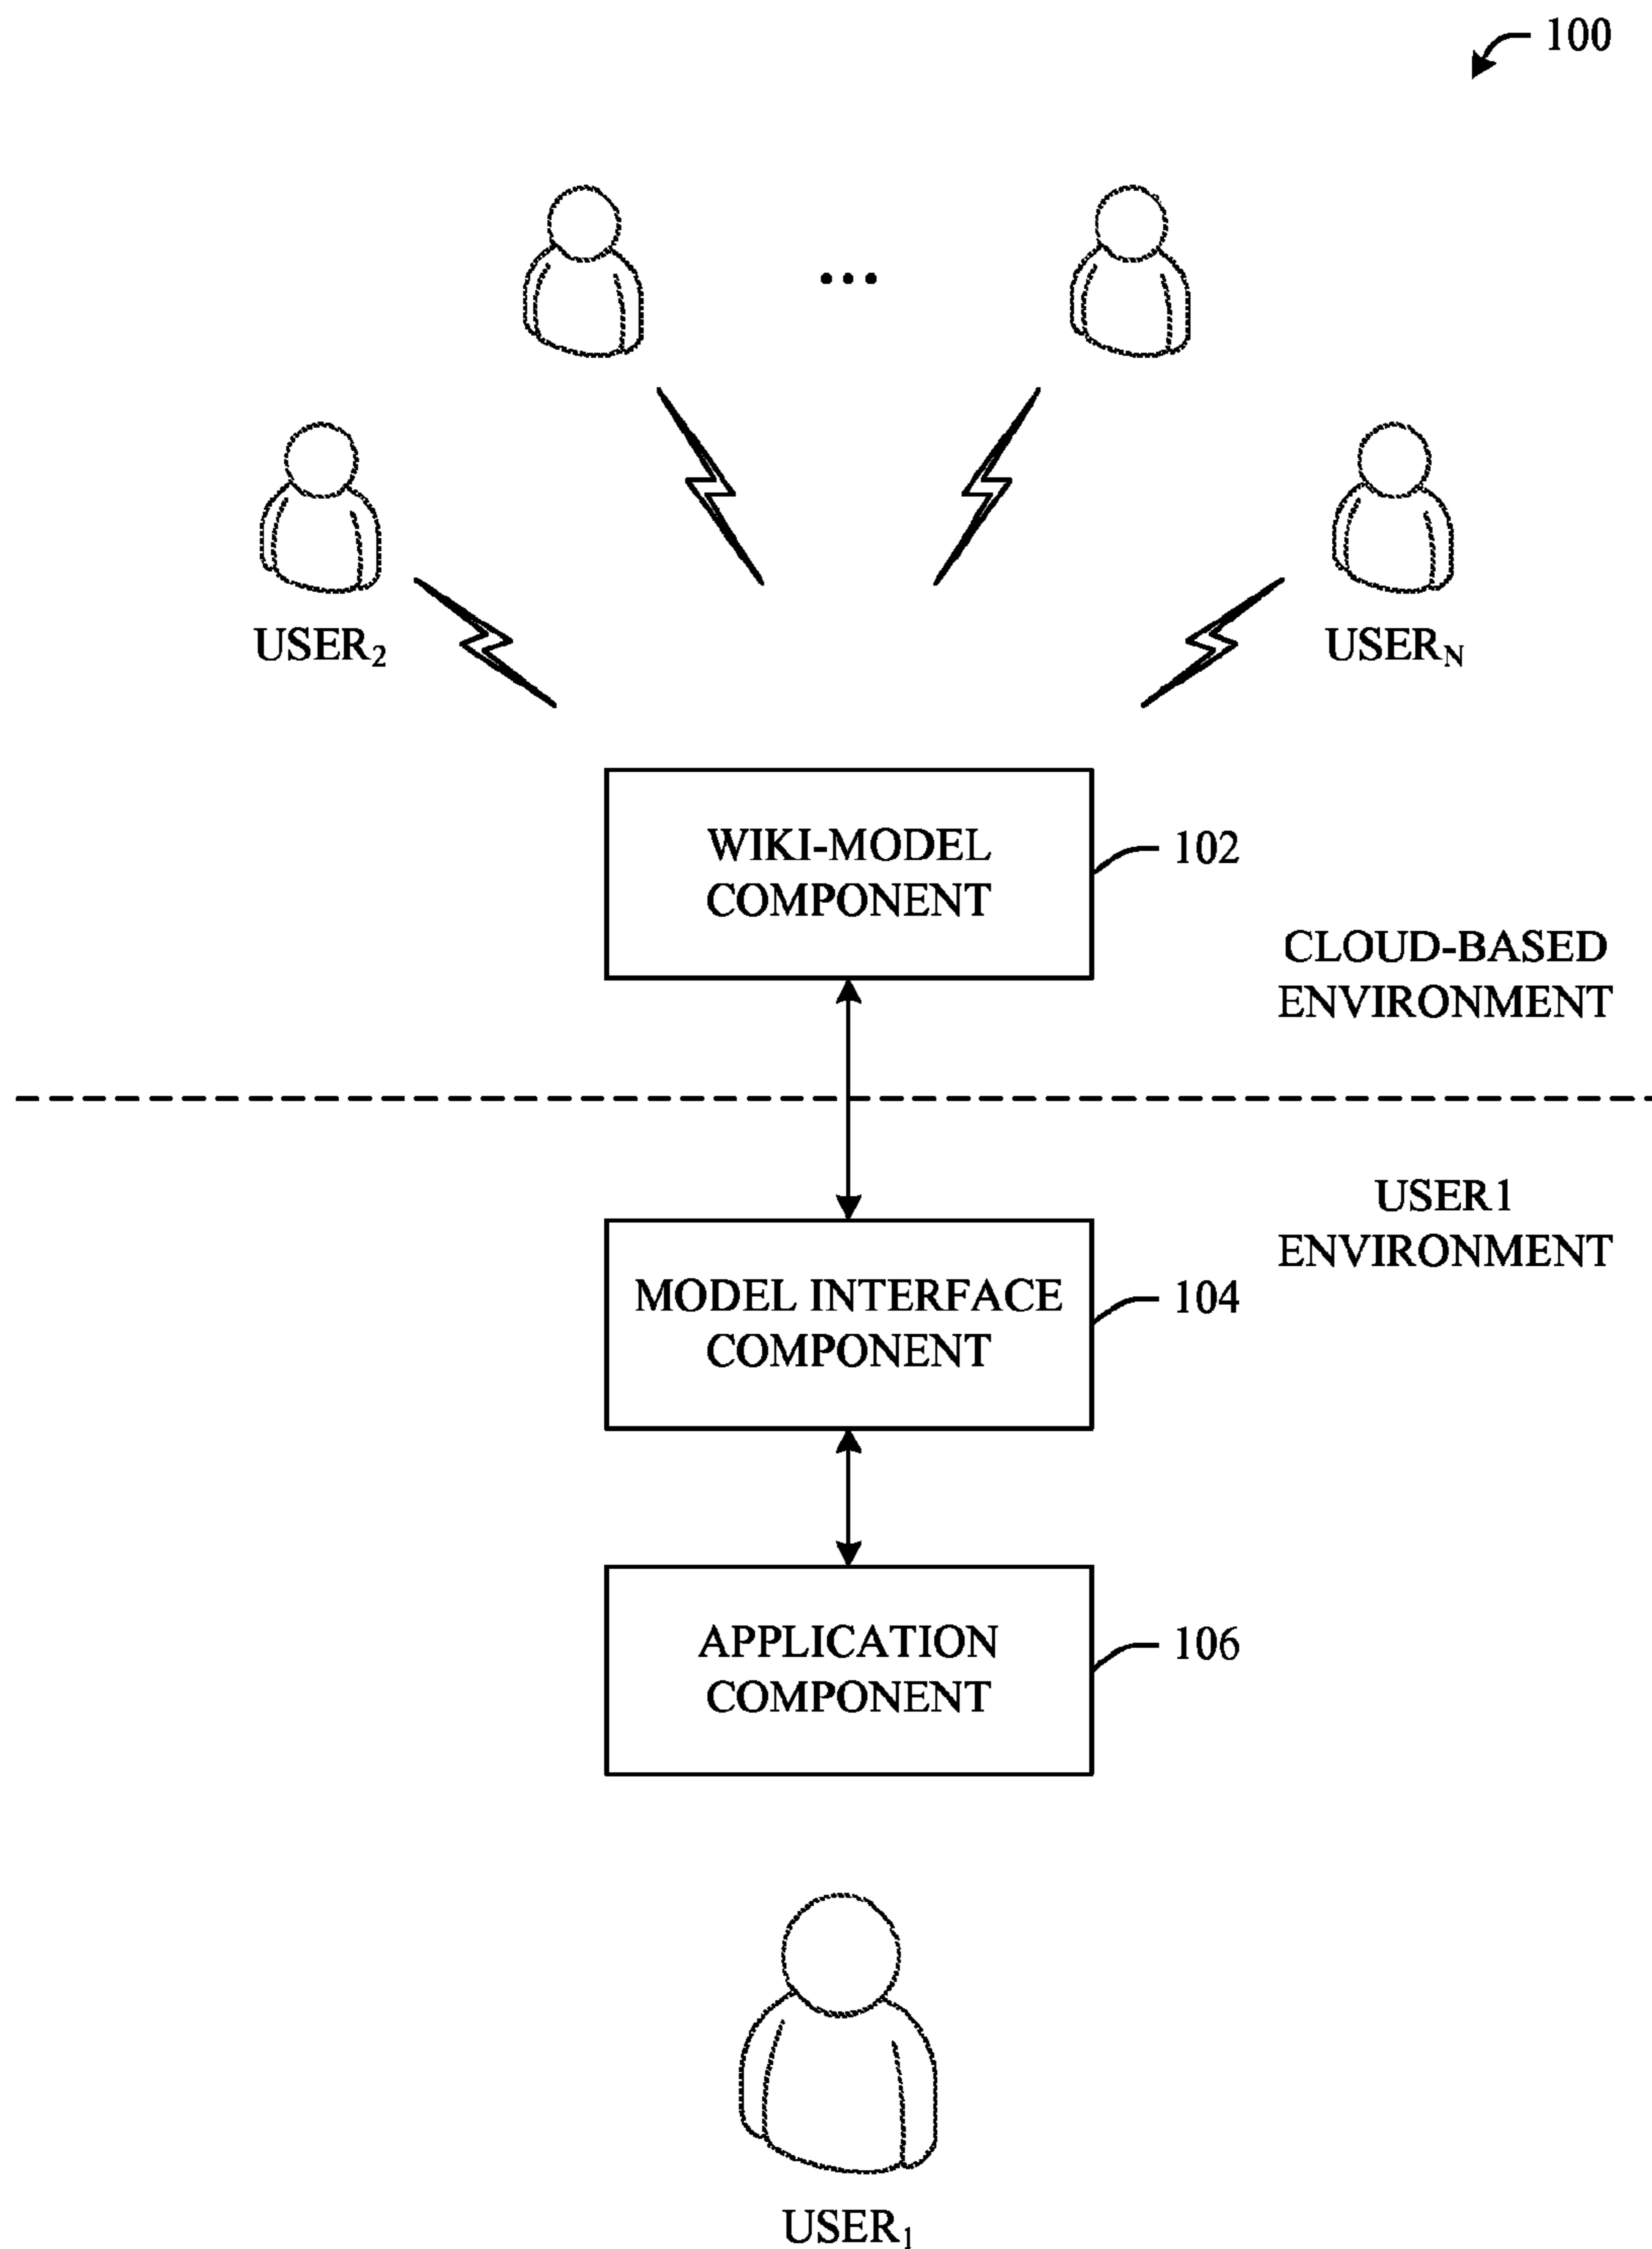 100
...
USER₂
USERₙ
WIKI-MODEL
COMPONENT
102
CLOUD-BASED
ENVIRONMENT
USER1
ENVIRONMENT
MODEL INTERFACE
COMPONENT
104
APPLICATION
COMPONENT
106
USER₁